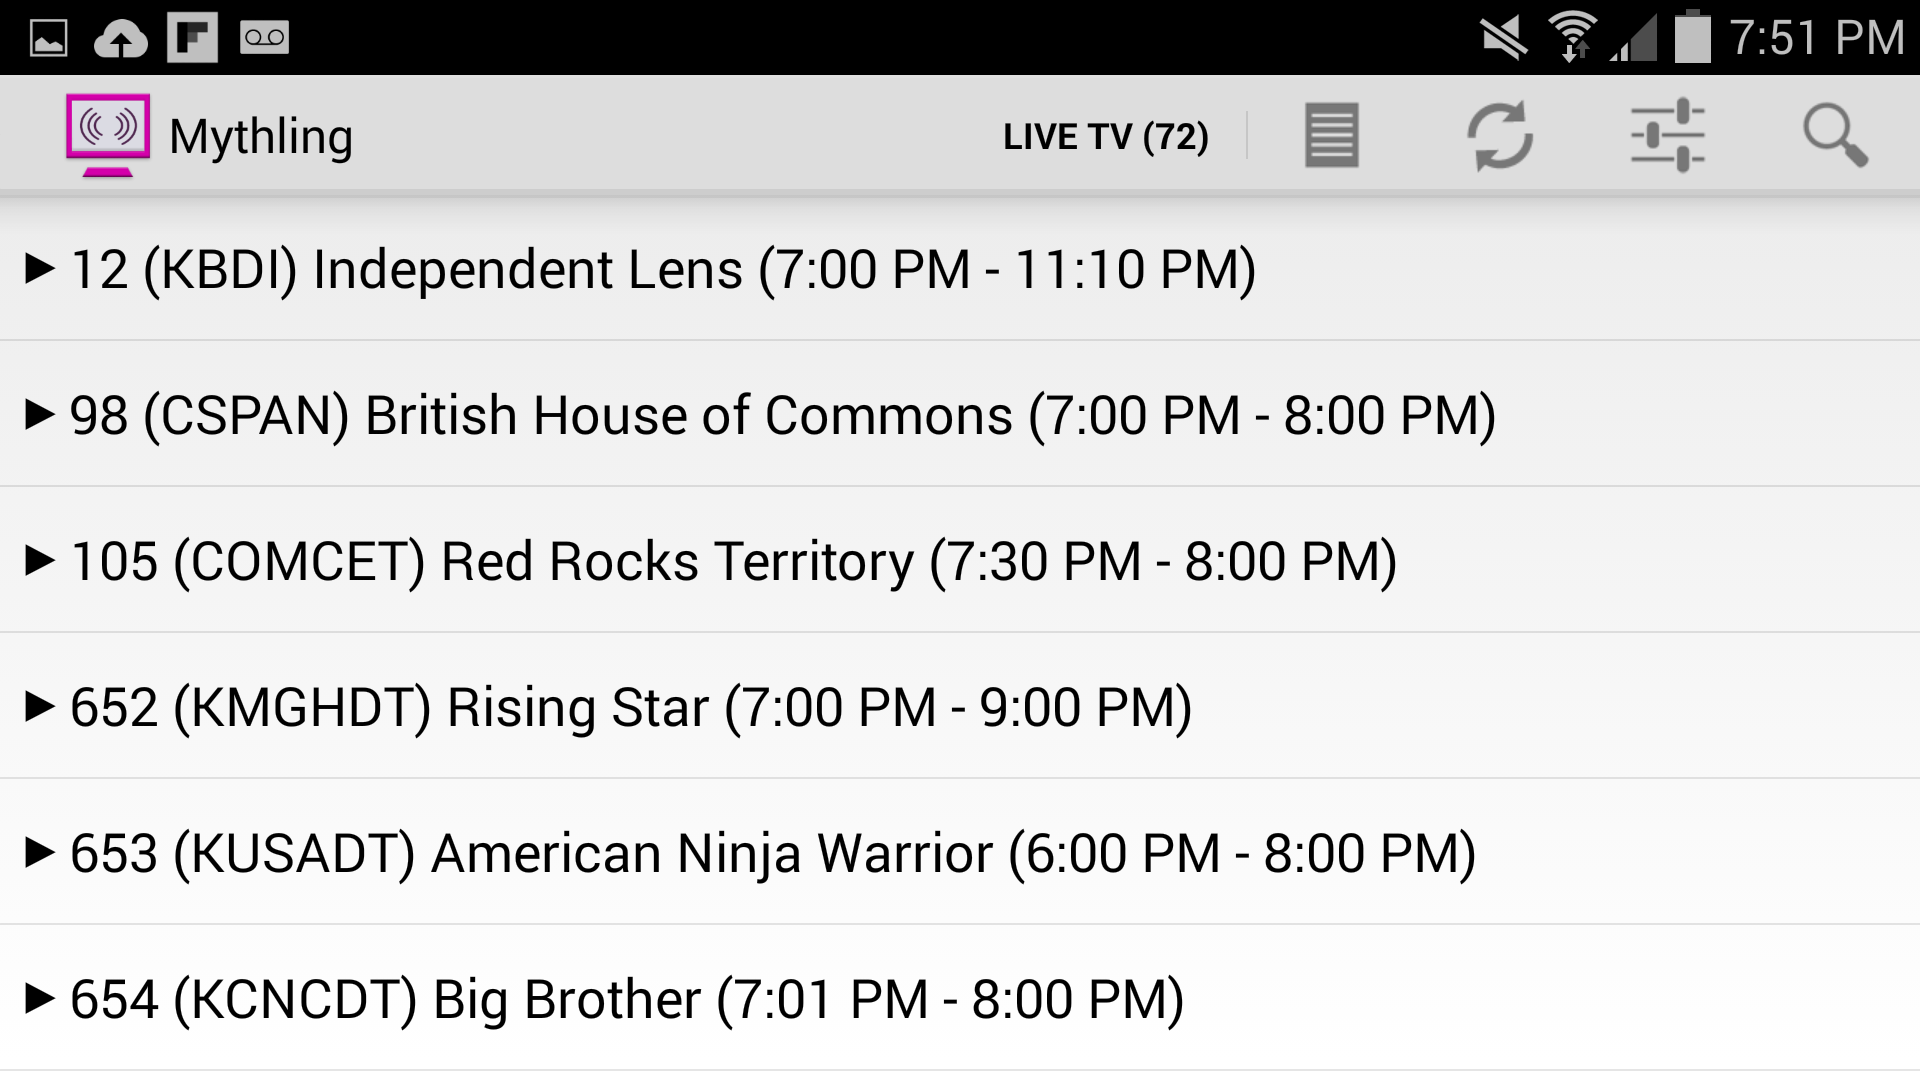 7:51 PM
Mythling
LIVE TV (72)
12 (KBDI) Independent Lens (7:00 PM - 11:10 PM)
98 (CSPAN) British House of Commons (7:00 PM - 8:00 PM)
105 (COMCET) Red Rocks Territory (7:30 PM - 8:00 PM)
652 (KMGHDT) Rising Star (7:00 PM - 9:00 PM)
653 (KUSADT) American Ninja Warrior (6:00 PM - 8:00 PM)
654 (KCNCDT) Big Brother (7:01 PM - 8:00 PM)